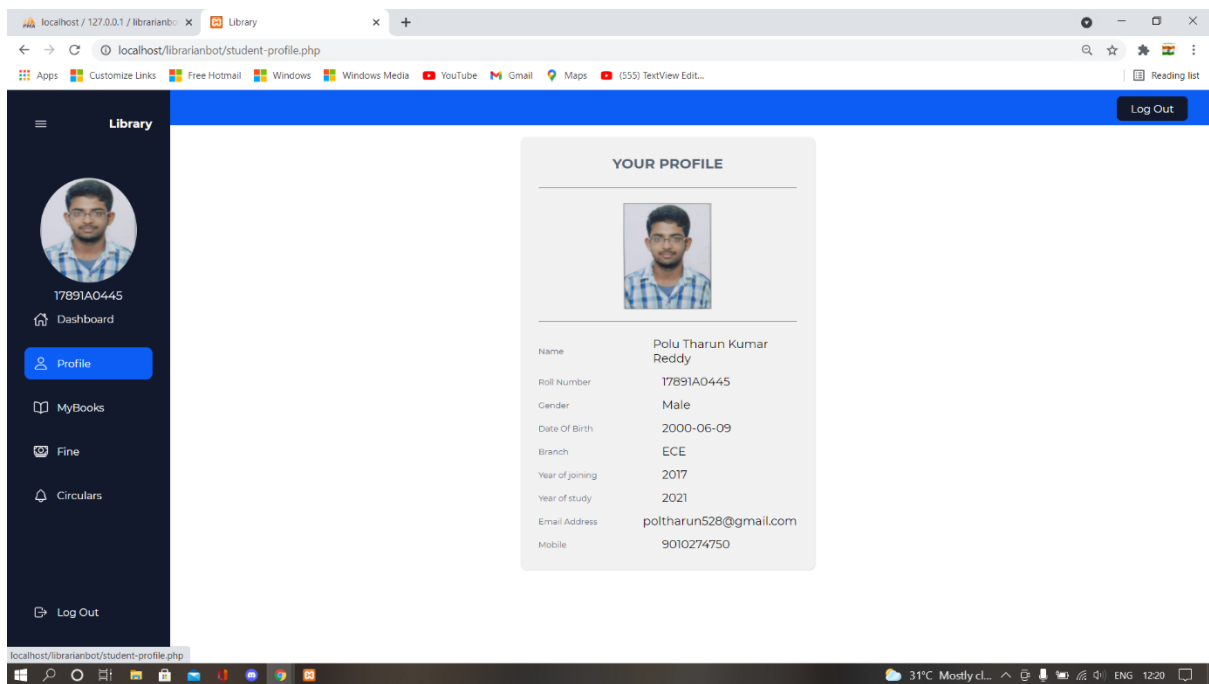 localhost / 127.0.0.1 / librarianbo
Library
localhost/librarianbot/student-profile.php
Apps Customize Links Free Hotmail Windows Windows Media YouTube Gmail Maps (555) TextView Edit... Reading list
Library
Log Out
17891A0445
Dashboard
Profile
MyBooks
Fine
Circulars
Log Out
YOUR PROFILE
Name Polu Tharun Kumar
Reddy
Roll Number 17891A0445
Gender Male
Date Of Birth 2000-06-09
Branch ECE
Year of joining 2017
Year of study 2021
Email Address poltharun528@gmail.com
Mobile 9010274750
localhost/librarianbot/student-profile.php
31°C Mostly cl... ENG 12:20